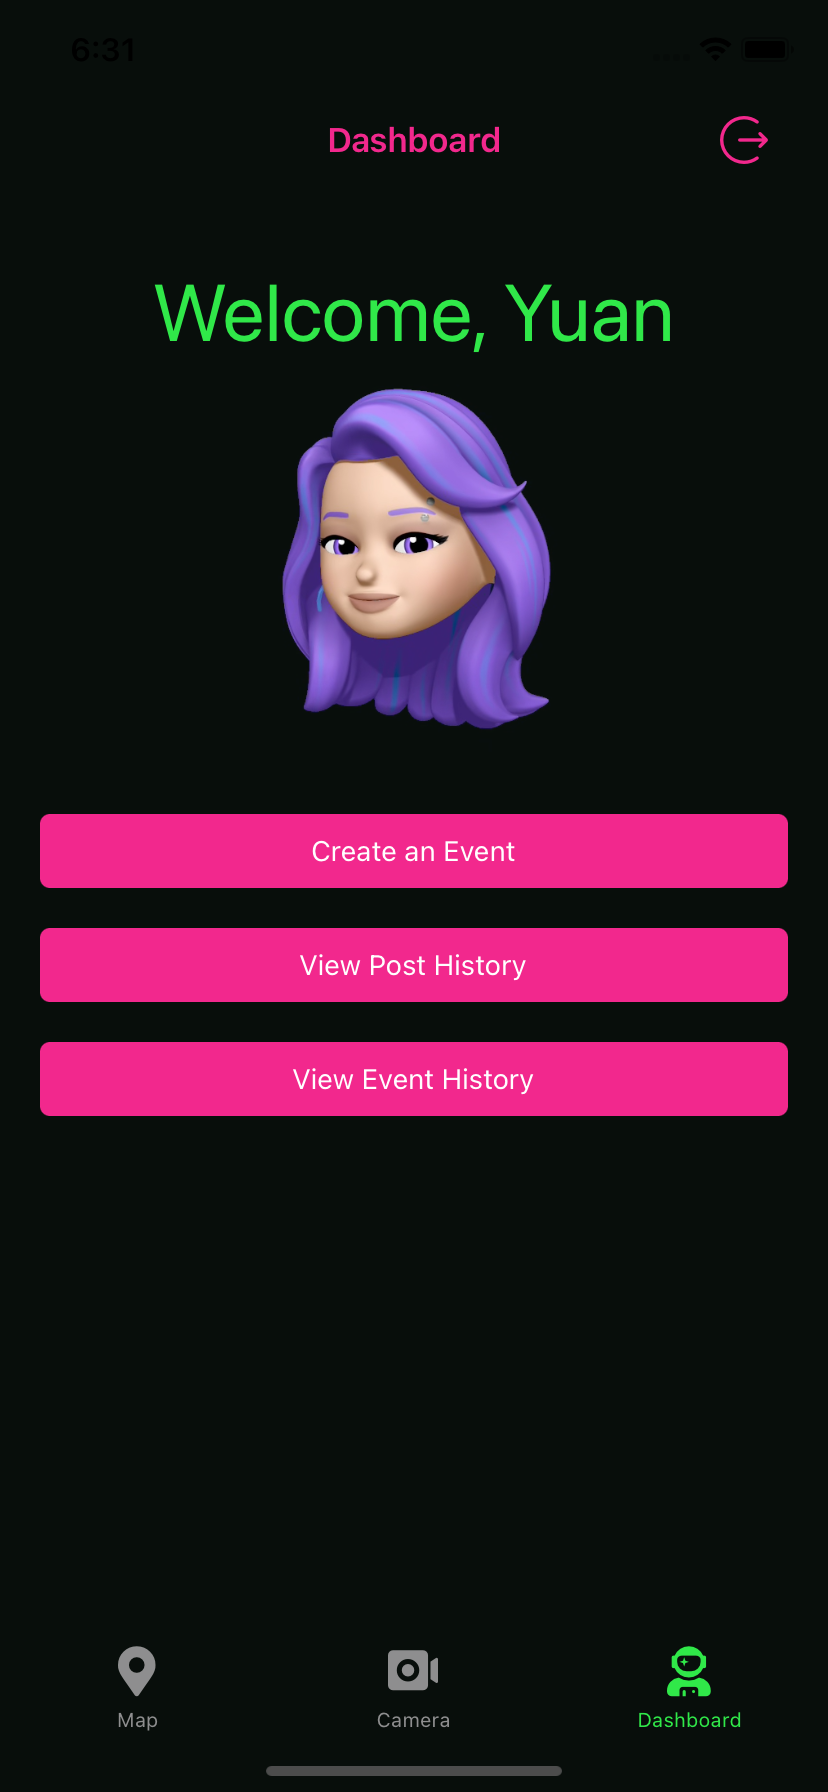 6:31
Dashboard
Welcome, Yuan
Create an Event
View Post History
View Event History
Map
Camera
Dashboard